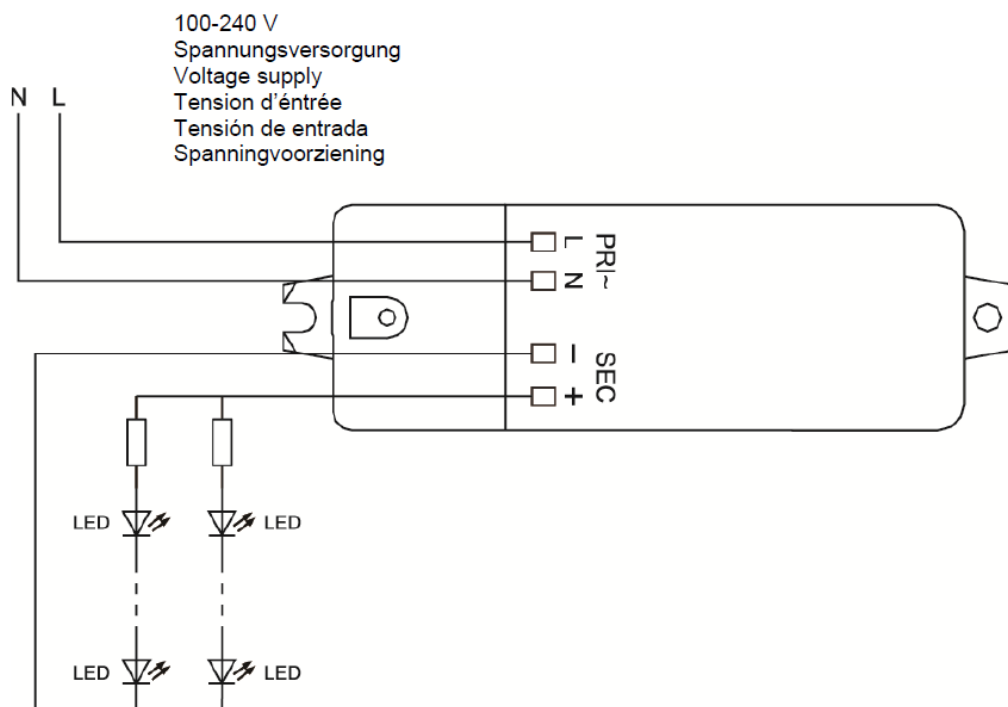 100-240 V
Spannungsversorgung
Voltage supply
Tension d’éntrée
Tensión de entrada
Spanningvoorziening
N L
L
N
PRI~
–
+
SEC
LED
LED
LED
LED